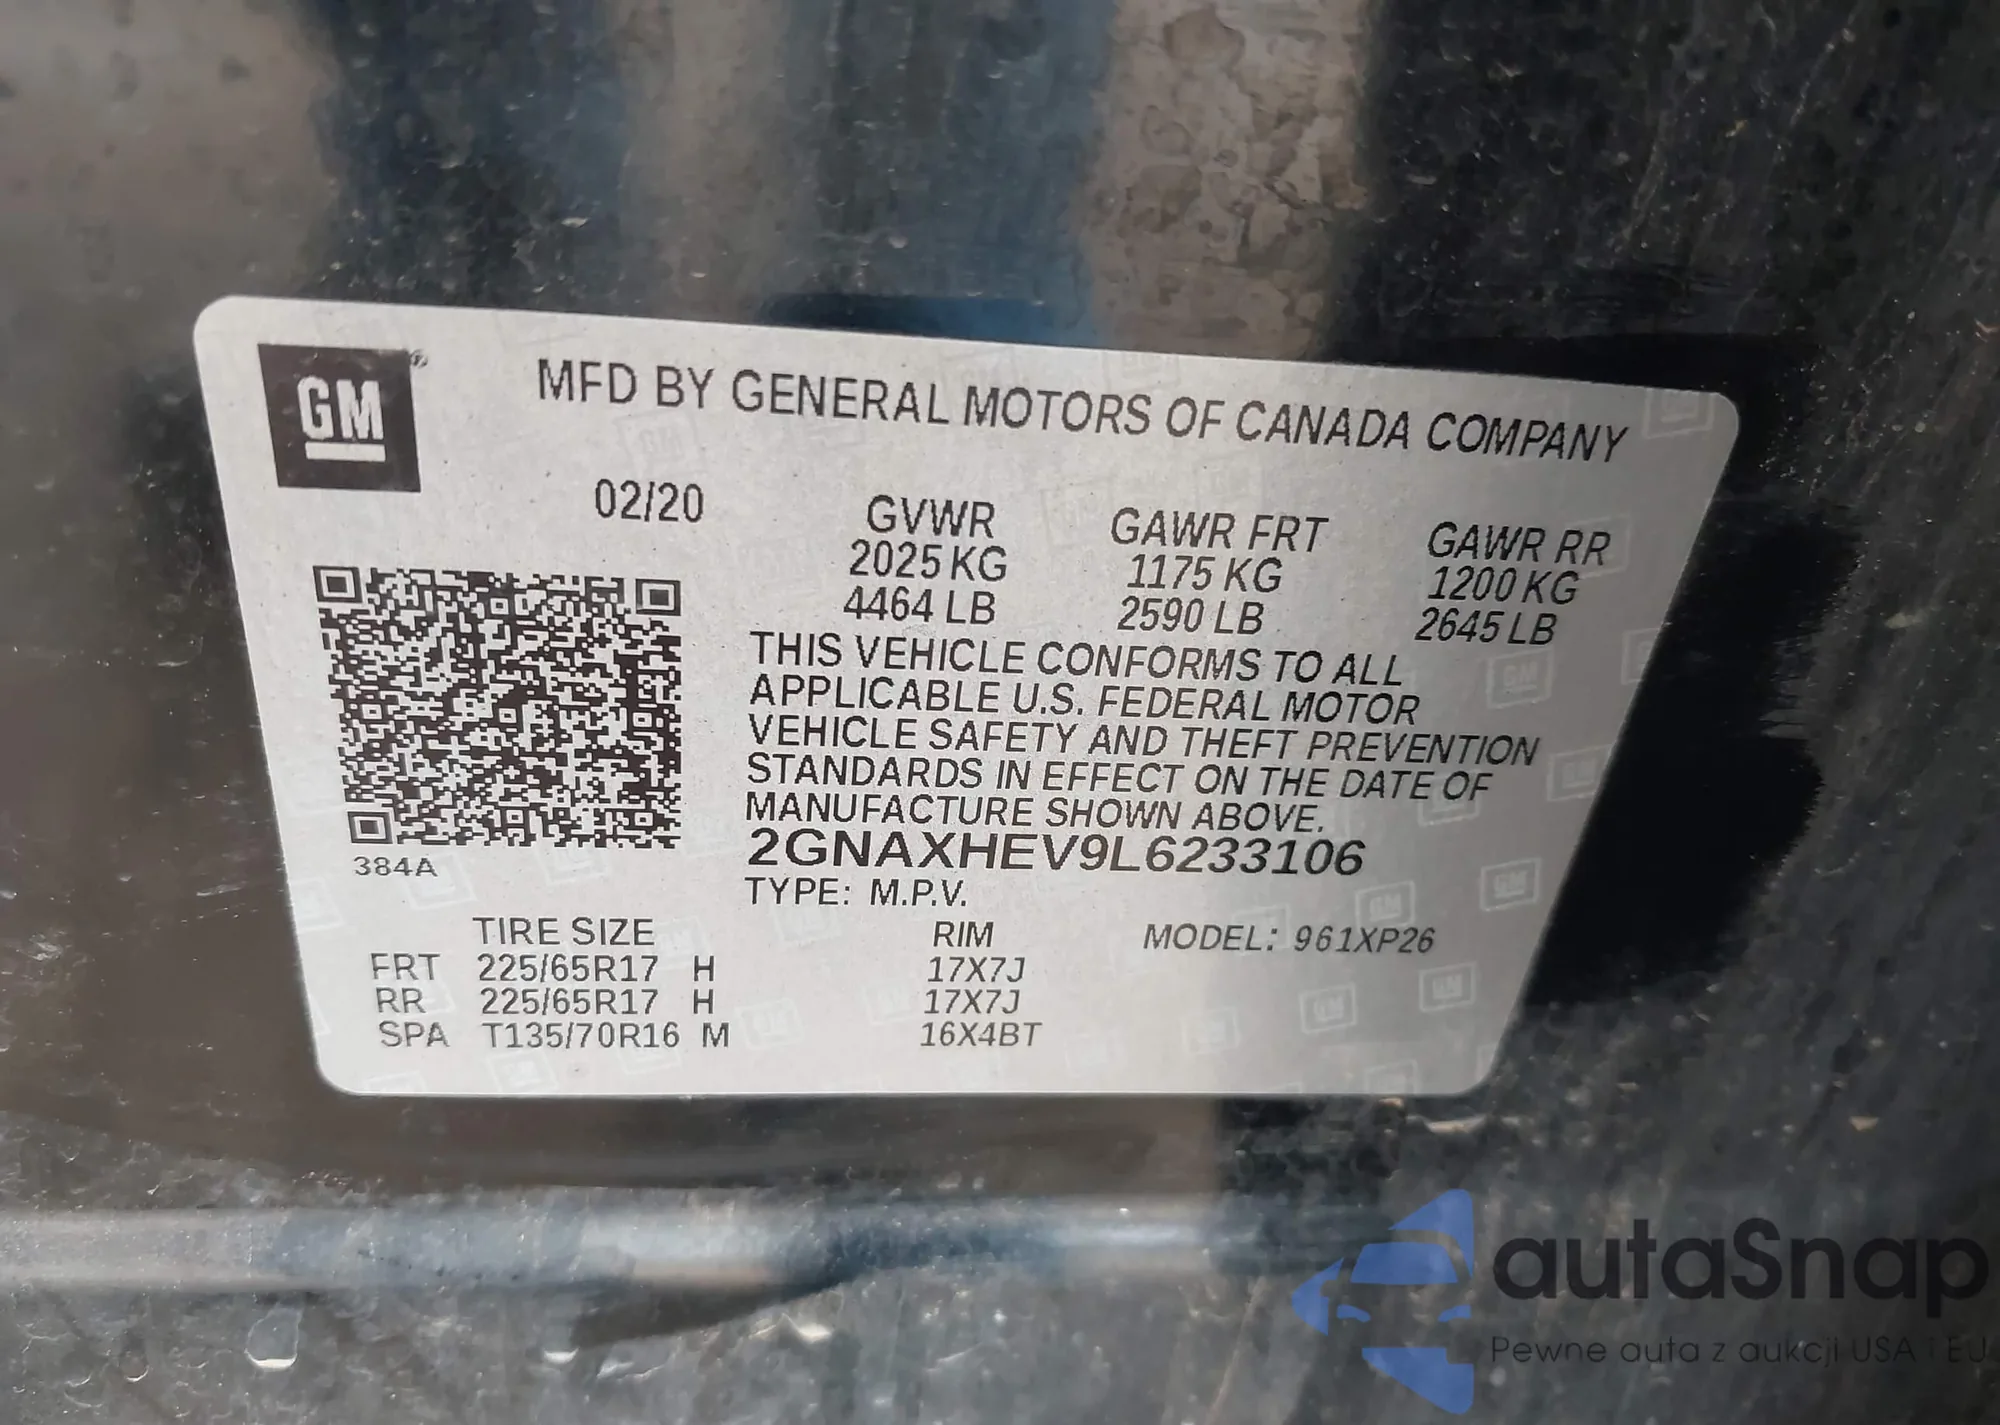 GM
MFD BY GENERAL MOTORS OF CANADA COMPANY
02/20
GVWR GAWR FRT GAWR RR
2025 KG 1175 KG 1200 KG
4464 LB 2590 LB 2645 LB
THIS VEHICLE CONFORMS TO ALL
APPLICABLE U.S. FEDERAL MOTOR
VEHICLE SAFETY AND THEFT PREVENTION
STANDARDS IN EFFECT ON THE DATE OF
MANUFACTURE SHOWN ABOVE.
2GNAXHEV9L6233106
384A
TYPE: M.P.V.
TIRE SIZE RIM MODEL: 961XP26
FRT 225/65R17 H 17X7J
RR 225/65R17 H 17X7J
SPA T135/70R16 M 16X4BT
autaSnap
Pewne auta z aukcji USA i EU